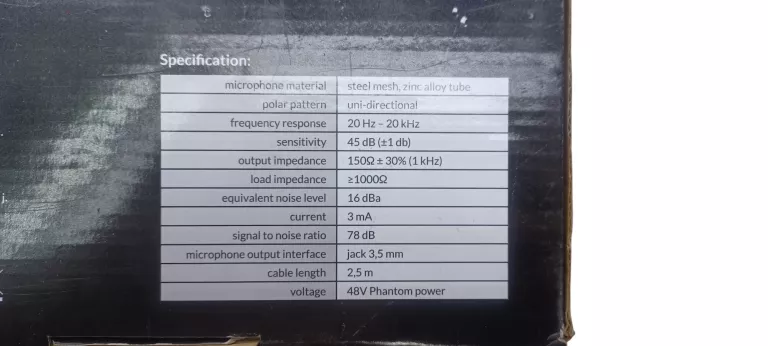 Specification:
microphone material steel mesh, zinc alloy tube
polar pattern uni-directional
frequency response 20 Hz – 20 kHz
sensitivity 45 dB (±1 db)
output impedance 150Ω ± 30% (1 kHz)
load impedance ≥1000Ω
equivalent noise level 16 dBa
current 3 mA
signal to noise ratio 78 dB
microphone output interface jack 3,5 mm
cable length 2,5 m
voltage 48V Phantom power